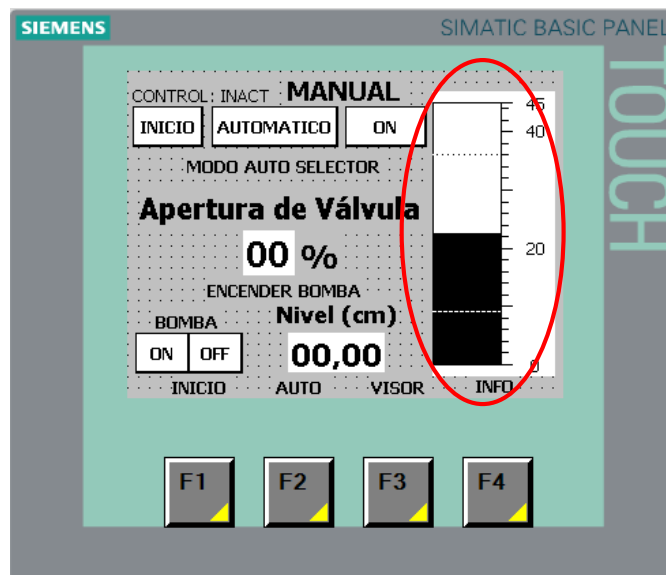 SIEMENS SIMATIC BASIC PANEL
TOUCH
CONTROL: INACT MANUAL
INICIO AUTOMATICO ON
MODO AUTO SELECTOR
Apertura de Válvula
00 %
ENCENDER BOMBA
BOMBA Nivel (cm)
ON OFF 00,00
45
40
20
0
INICIO AUTO VISOR INFO
F1 F2 F3 F4